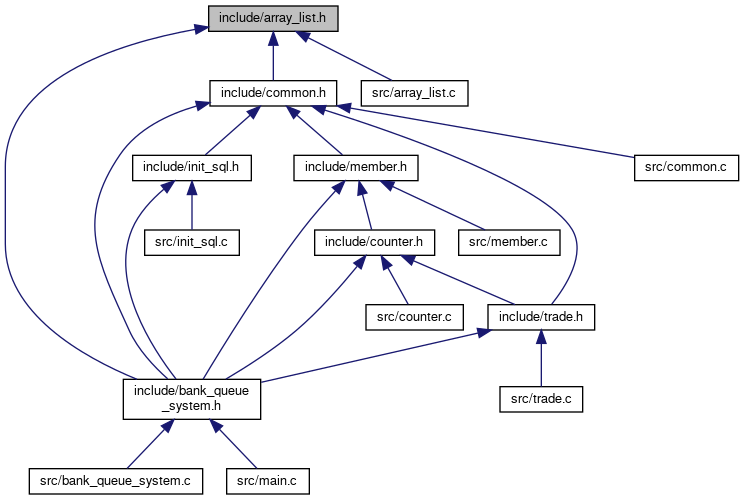 include/array_list.h
include/common.h
src/array_list.c
include/init_sql.h
include/member.h
src/common.c
src/init_sql.c
include/counter.h
src/member.c
src/counter.c
include/trade.h
include/bank_queue
_system.h
src/trade.c
src/bank_queue_system.c
src/main.c